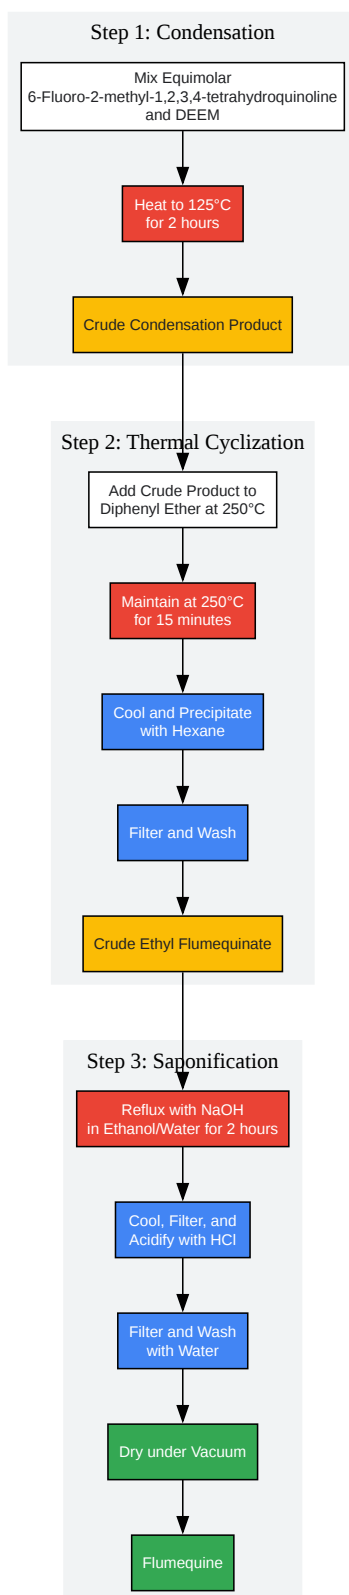 Step 1: Condensation
Mix Equimolar
6-Fluoro-2-methyl-1,2,3,4-tetrahydroquinoline
and DEEM
Heat to 125°C
for 2 hours
Crude Condensation Product
Step 2: Thermal Cyclization
Add Crude Product to
Diphenyl Ether at 250°C
Maintain at 250°C
for 15 minutes
Cool and Precipitate
with Hexane
Filter and Wash
Crude Ethyl Flumequinate
Step 3: Saponification
Reflux with NaOH
in Ethanol/Water for 2 hours
Cool, Filter, and
Acidify with HCl
Filter and Wash
with Water
Dry under Vacuum
Flumequine